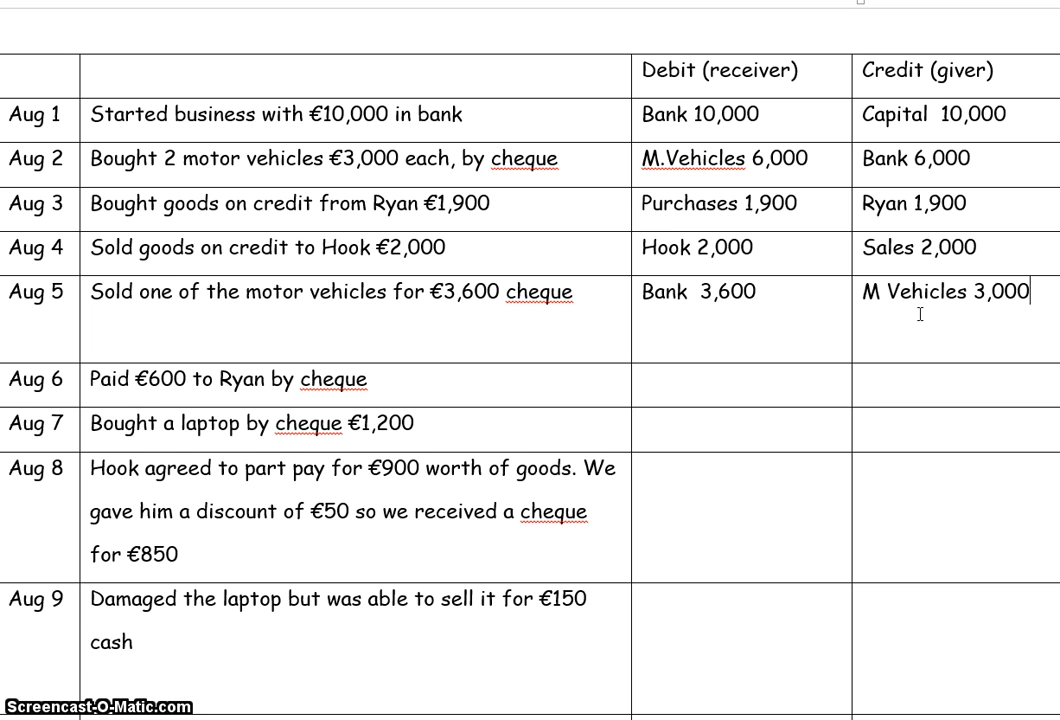 Debit (receiver) Credit (giver)
Aug 1 Started business with €10,000 in bank Bank 10,000 Capital 10,000
Aug 2 Bought 2 motor vehicles €3,000 each, by cheque M.Vehicles 6,000 Bank 6,000
Aug 3 Bought goods on credit from Ryan €1,900 Purchases 1,900 Ryan 1,900
Aug 4 Sold goods on credit to Hook €2,000 Hook 2,000 Sales 2,000
Aug 5 Sold one of the motor vehicles for €3,600 cheque Bank 3,600 M Vehicles 3,000
Aug 6 Paid €600 to Ryan by cheque
Aug 7 Bought a laptop by cheque €1,200
Aug 8 Hook agreed to part pay for €900 worth of goods. We
gave him a discount of €50 so we received a cheque
for €850
Aug 9 Damaged the laptop but was able to sell it for €150
cash
Screencast-O-Matic.com